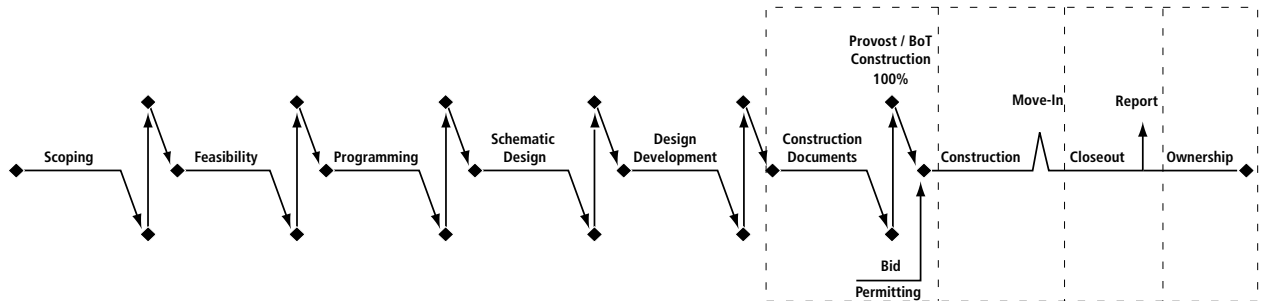 Provost / BoT
Construction
100%
Move-In
Report
Scoping
Feasibility
Programming
Schematic
Design
Design
Development
Construction
Documents
Construction
Closeout
Ownership
Bid
Permitting